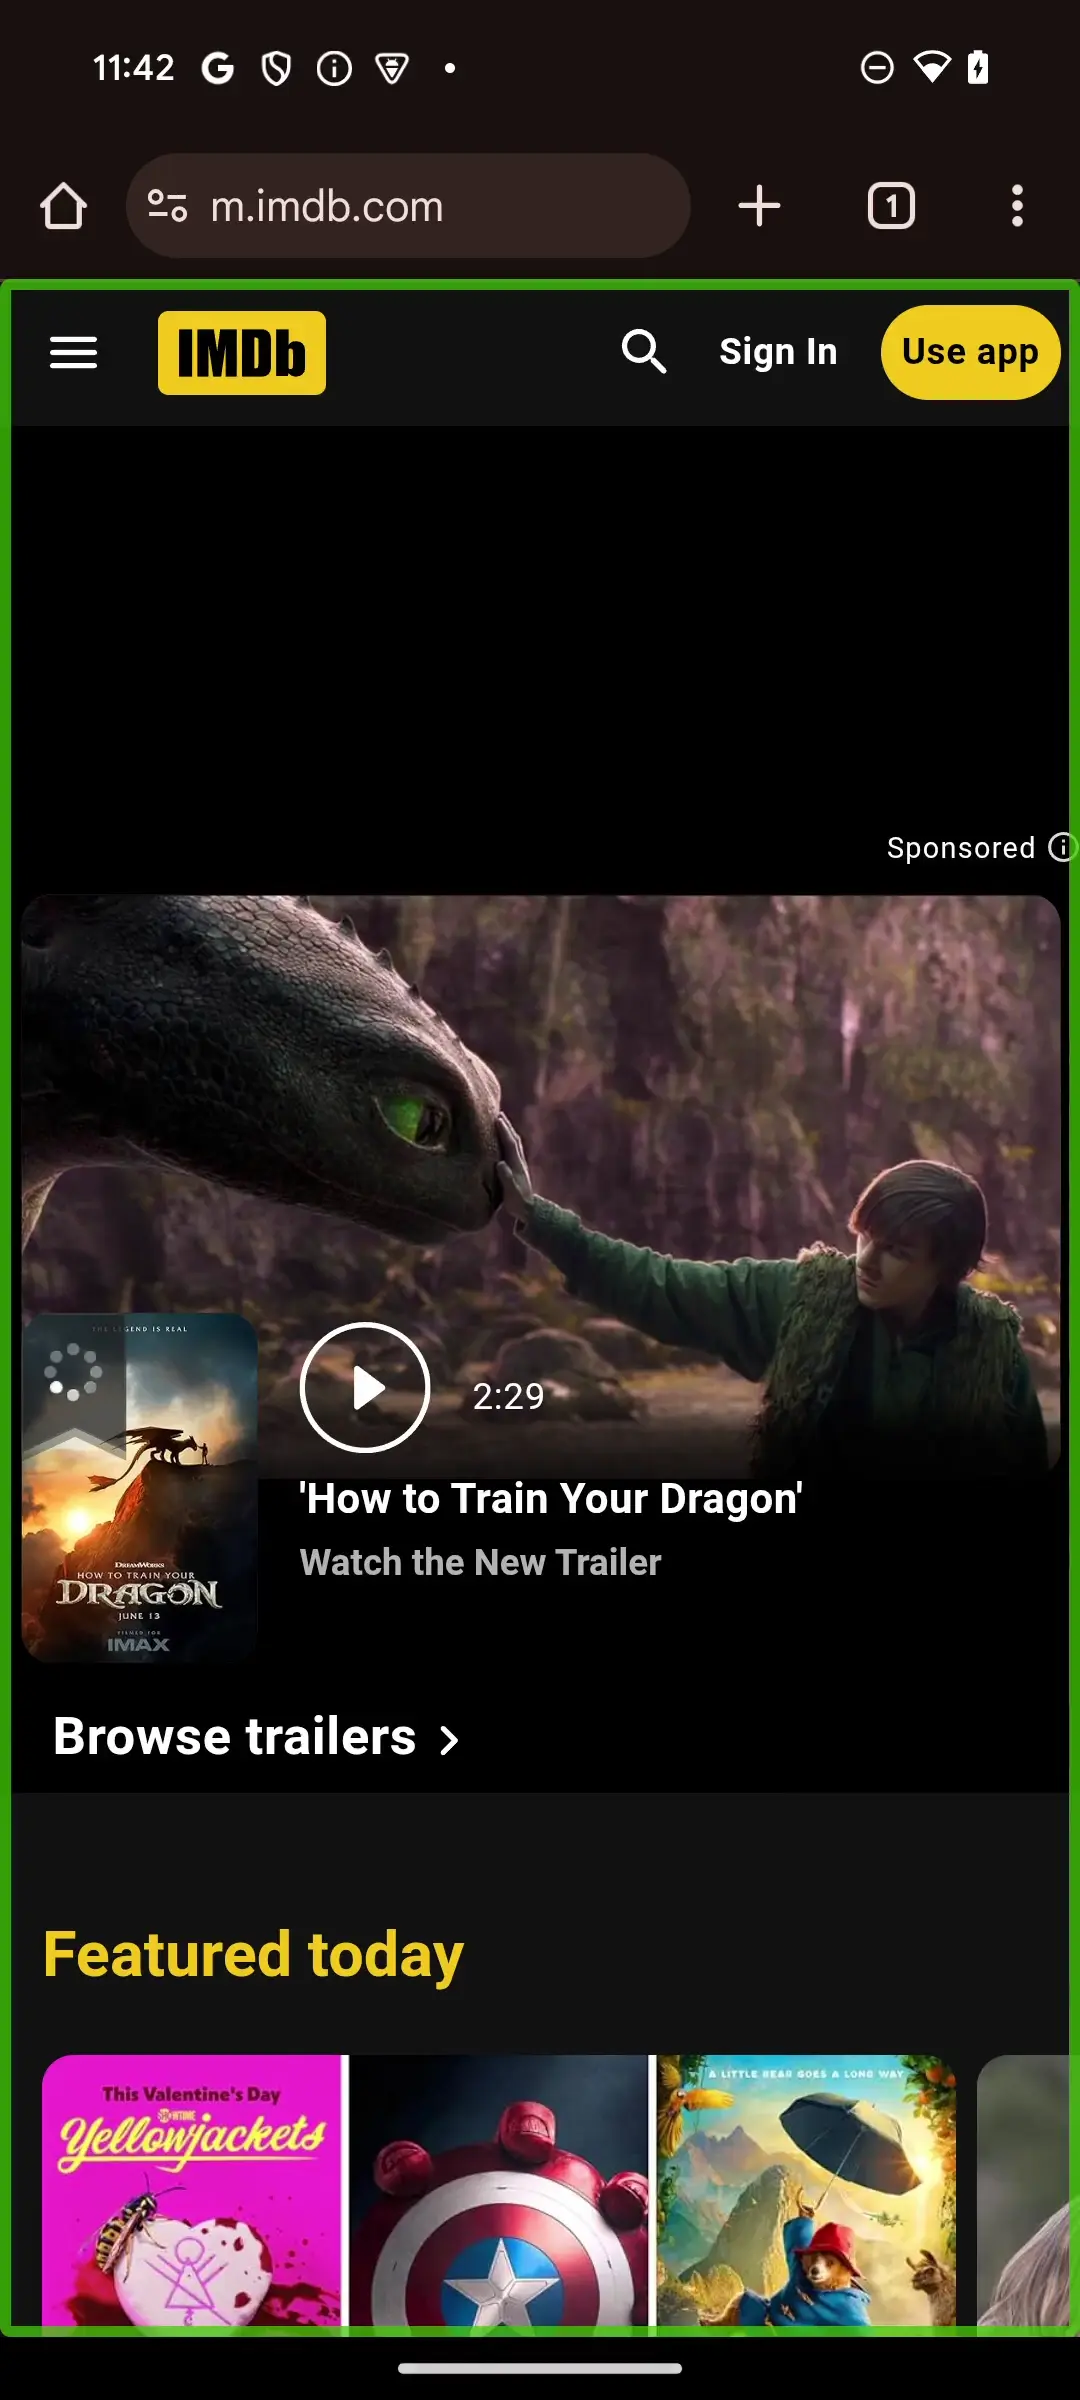 11:42
m.imdb.com
1
IMDb
Sign In
Use app
Sponsored
THE LEGEND IS REAL
2:29
'How to Train Your Dragon'
Watch the New Trailer
DREAMWORKS
HOW TO TRAIN YOUR
DRAGON
JUNE 13
FILMED FOR
IMAX
Browse trailers
Featured today
This Valentine's Day
SHOWTIME
Yellowjackets
A LITTLE BEAR GOES A LONG WAY